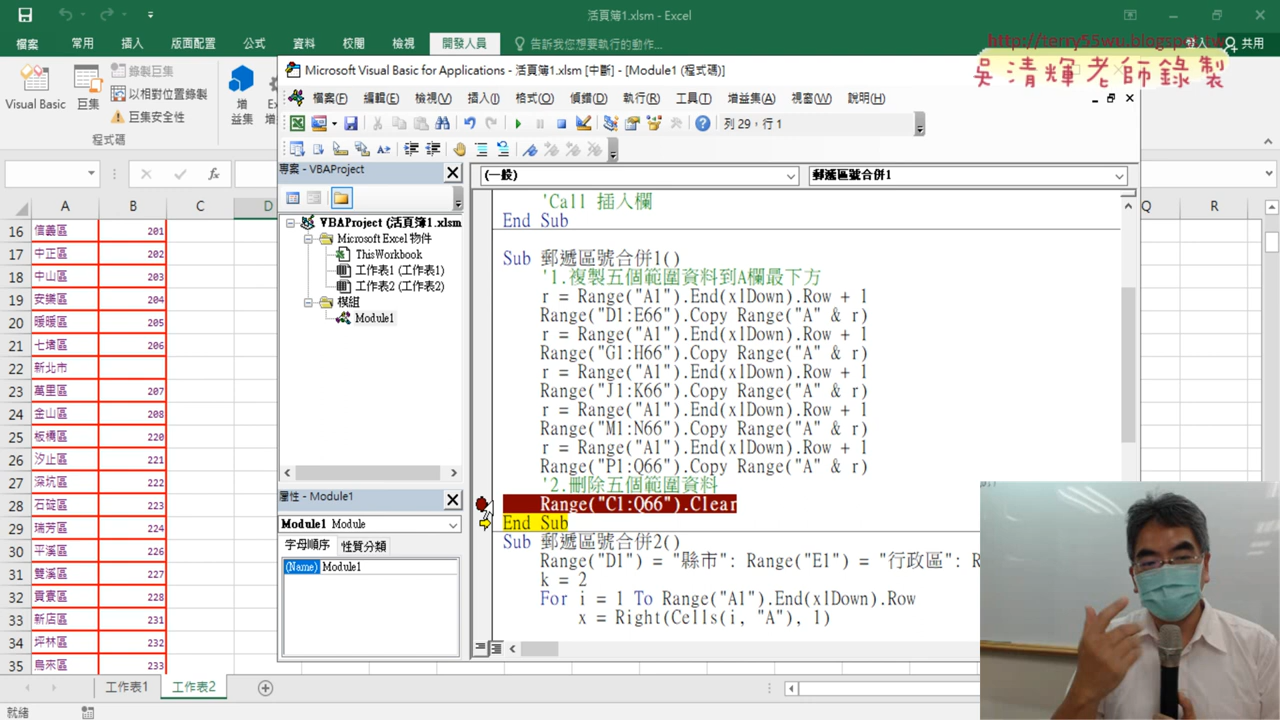 活頁簿1.xlsm - Excel
檔案 常用 插入 版面配置 公式 資料 校閱 檢視 開發人員 告訴我您想要執行的作業... 登入 共用
http://terry55wu.blogspot.tw
吳清輝老師錄製
Visual Basic
巨集
錄製巨集
以相對位置錄製
巨集安全性
程式碼
增
益集
Microsoft Visual Basic for Applications - 活頁簿1.xlsm [中斷] - [Module1 (程式碼)]
檔案(F) 編輯(E) 檢視(V) 插入(I) 格式(O) 偵錯(D) 執行(R) 工具(T) 增益集(A) 視窗(W) 說明(H)
列 29，行 1
專案 - VBAProject
VBAProject (活頁簿1.xlsm
Microsoft Excel 物件
ThisWorkbook
工作表1 (工作表1)
工作表2 (工作表2)
模組
Module1
屬性 - Module1
Module1 Module
字母順序 性質分類
(Name) Module1
(一般) 郵遞區號合併1
'Call 插入欄
End Sub
Sub 郵遞區號合併1()
'1.複製五個範圍資料到A欄最下方
r = Range("A1").End(xlDown).Row + 1
Range("D1:E66").Copy Range("A" & r)
r = Range("A1").End(xlDown).Row + 1
Range("G1:H66").Copy Range("A" & r)
r = Range("A1").End(xlDown).Row + 1
Range("J1:K66").Copy Range("A" & r)
r = Range("A1").End(xlDown).Row + 1
Range("M1:N66").Copy Range("A" & r)
r = Range("A1").End(xlDown).Row + 1
Range("P1:Q66").Copy Range("A" & r)
'2.刪除五個範圍資料
Range("C1:Q66").Clear
End Sub
Sub 郵遞區號合併2()
Range("D1") = "縣市": Range("E1") = "行政區": R
k = 2
For i = 1 To Range("A1").End(xlDown).Row
x = Right(Cells(i, "A"), 1)
A B C D Q R
16 信義區 201
17 中正區 202
18 中山區 203
19 安樂區 204
20 暖暖區 205
21 七堵區 206
22 新北市
23 萬里區 207
24 金山區 208
25 板橋區 220
26 汐止區 221
27 深坑區 222
28 石碇區 223
29 瑞芳區 224
30 平溪區 226
31 雙溪區 227
32 貢寮區 228
33 新店區 231
34 坪林區 232
35 烏來區 233
工作表1 工作表2
就緒